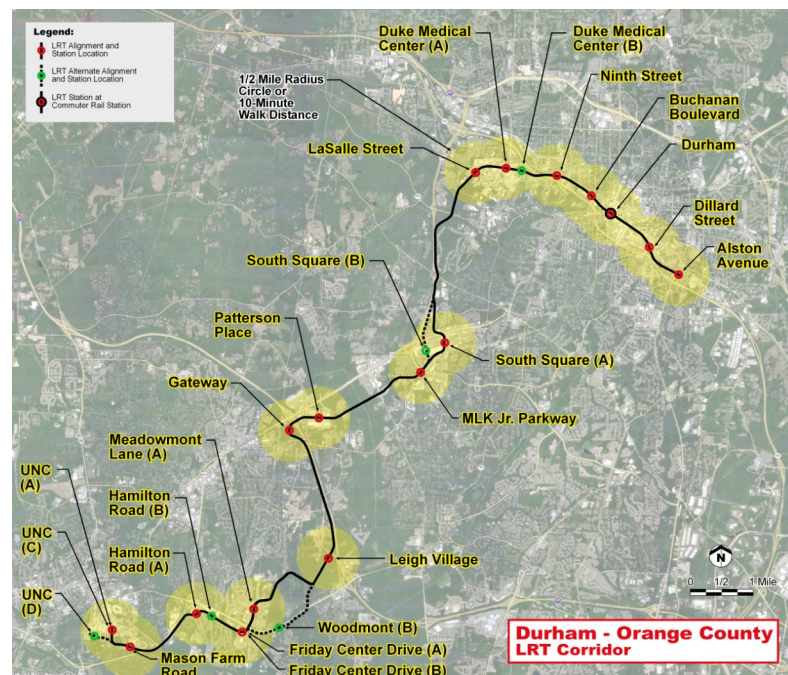 Legend:
LRT Alignment and
Station Location
LRT Alternate Alignment
and Station Location
LRT Station at
Commuter Rail Station
1/2 Mile Radius
Circle or
10-Minute
Walk Distance
Duke Medical
Center (A)
Duke Medical
Center (B)
Ninth Street
Buchanan
Boulevard
LaSalle Street
Durham
Dillard
Street
Alston
Avenue
South Square (B)
Patterson
Place
South Square (A)
Gateway
MLK Jr. Parkway
Meadowmont
Lane (A)
UNC
(A)
Hamilton
Road (B)
UNC
(C)
Hamilton
Road (A)
Leigh Village
N
0 1/2 1 Mile
UNC
(D)
Woodmont (B)
Friday Center Drive (A)
Friday Center Drive (B)
Mason Farm
Road
Durham - Orange County
LRT Corridor